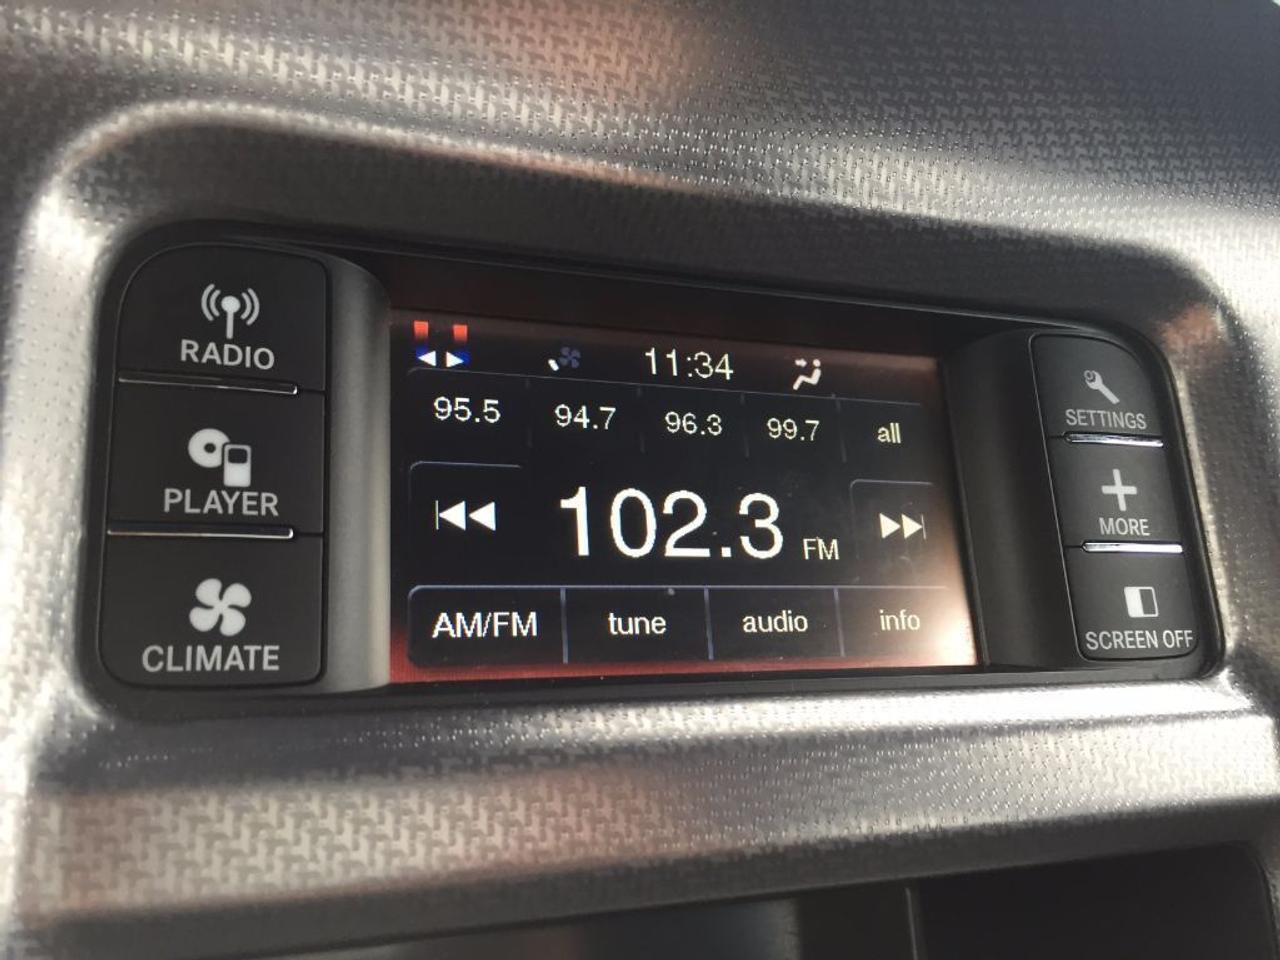 RADIO
PLAYER
CLIMATE
11:34
95.5 94.7 96.3 99.7 all
102.3 FM
AM/FM tune audio info
SETTINGS
MORE
SCREEN OFF